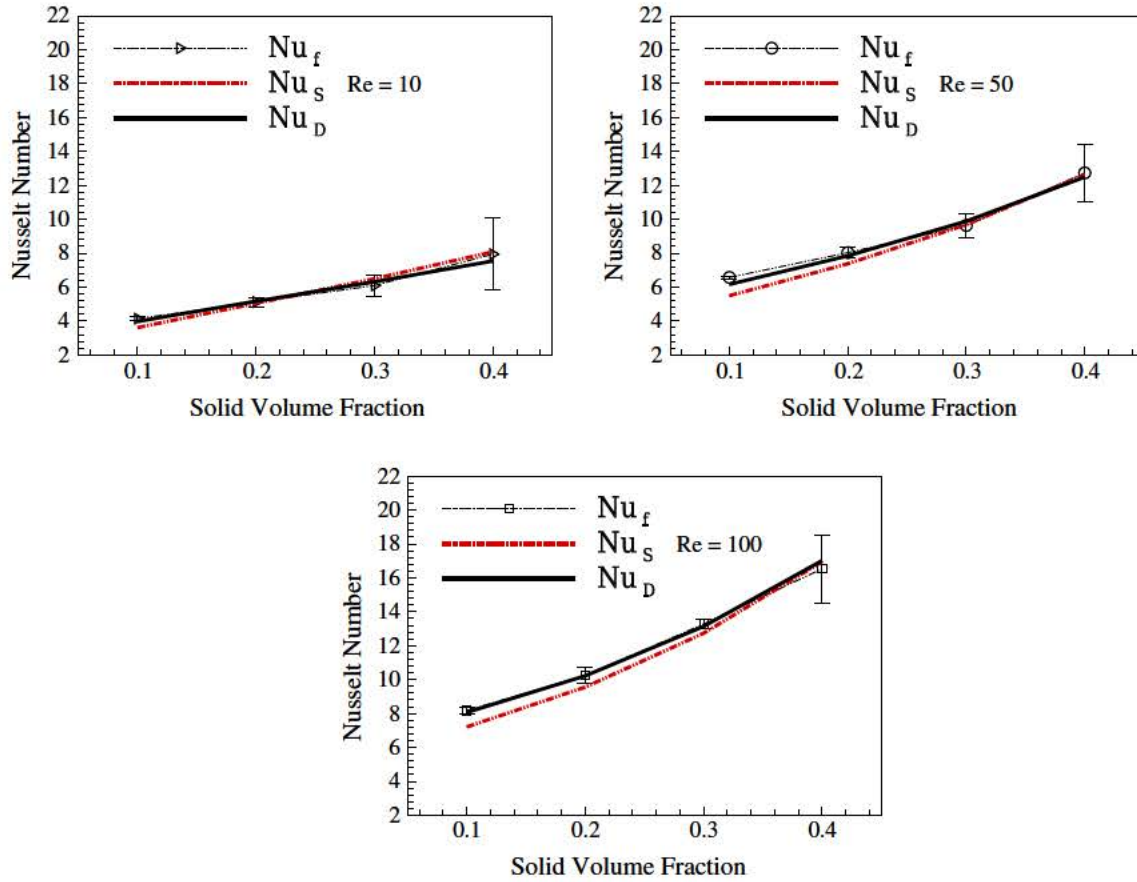 22
20
18
16
14
12
10
8
6
4
2
Nusselt Number
Nu f
Nu S Re = 10
Nu D
0.1 0.2 0.3 0.4
Solid Volume Fraction
22
20
18
16
14
12
10
8
6
4
2
Nusselt Number
Nu f
Nu S Re = 50
Nu D
0.1 0.2 0.3 0.4
Solid Volume Fraction
22
20
18
16
14
12
10
8
6
4
2
Nusselt Number
Nu f
Nu S Re = 100
Nu D
0.1 0.2 0.3 0.4
Solid Volume Fraction